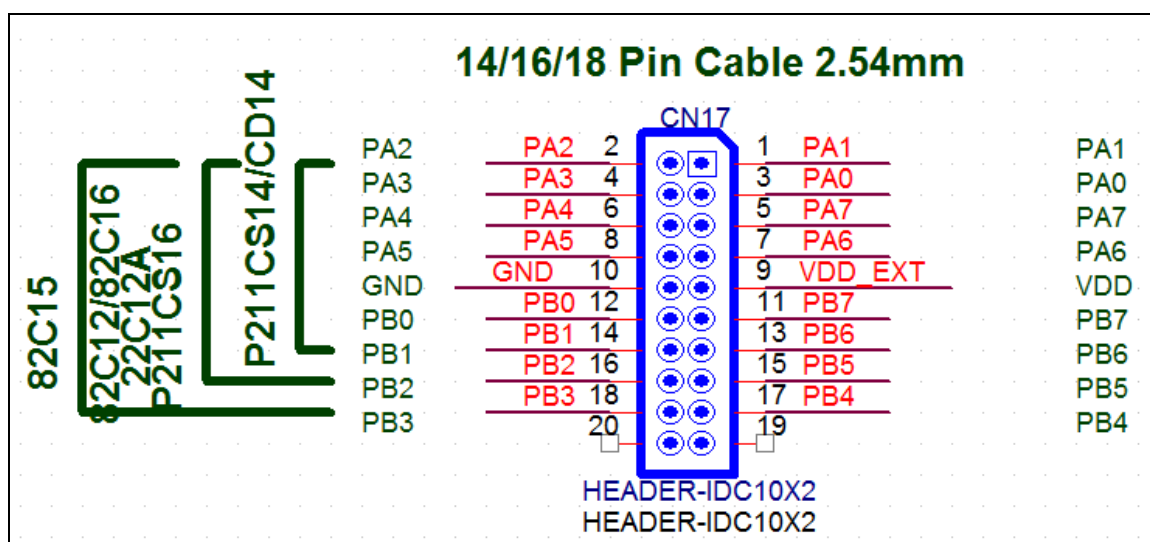 14/16/18 Pin Cable 2.54mm
CN17
PA2 PA2 2 1 PA1 PA1
PA3 PA3 4 3 PA0 PA0
PA4 PA4 6 5 PA7 PA7
PA5 PA5 8 7 PA6 PA6
GND GND 10 9 VDD_EXT VDD
PB0 PB0 12 11 PB7 PB7
PB1 PB1 14 13 PB6 PB6
PB2 PB2 16 15 PB5 PB5
PB3 PB3 18 17 PB4 PB4
20 19
HEADER-IDC10X2
HEADER-IDC10X2
82C15
82C12/82C16
22C12A
P211CS16
P211CS14/CD14